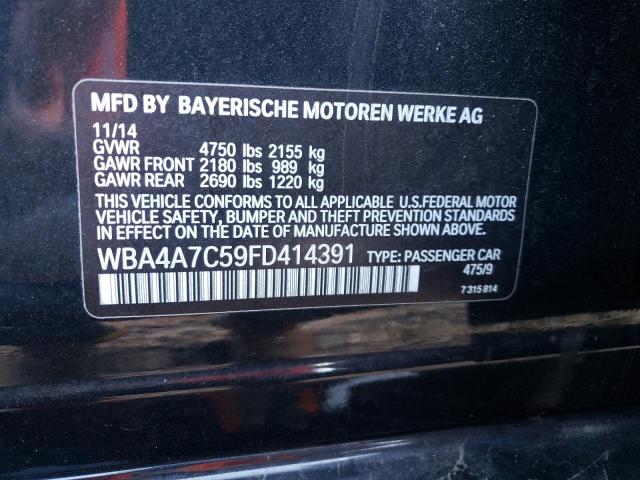 MFD BY BAYERISCHE MOTOREN WERKE AG
11/14
GVWR 4750 lbs 2155 kg
GAWR FRONT 2180 lbs 989 kg
GAWR REAR 2690 lbs 1220 kg
THIS VEHICLE CONFORMS TO ALL APPLICABLE U.S.FEDERAL MOTOR
VEHICLE SAFETY, BUMPER AND THEFT PREVENTION STANDARDS
IN EFFECT ON THE DATE OF MANUFACTURE SHOWN ABOVE.
WBA4A7C59FD414391 TYPE: PASSENGER CAR
475/9
7 315 814